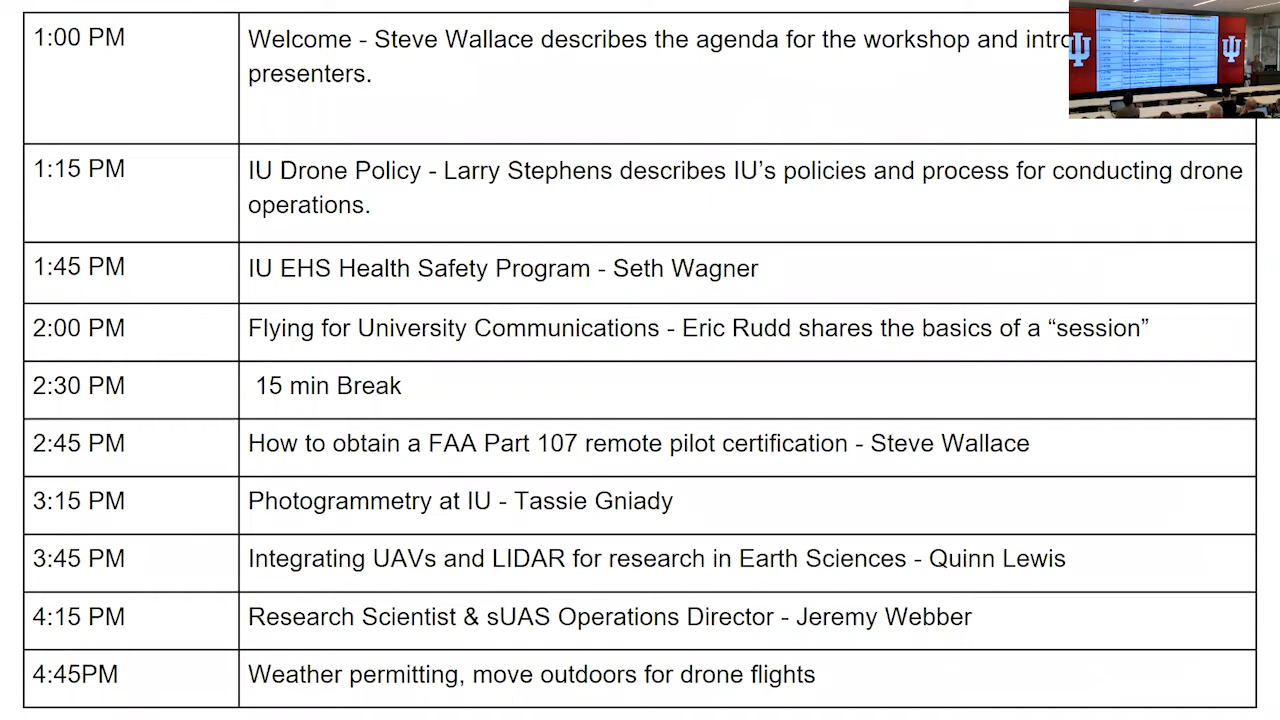 1:00 PM
Welcome - Steve Wallace describes the agenda for the workshop and
presenters.
1:15 PM
IU Drone Policy - Larry Stephens describes IU’s policies and process for conducting drone
operations.
1:45 PM
IU EHS Health Safety Program - Seth Wagner
2:00 PM
Flying for University Communications - Eric Rudd shares the basics of a “session”
2:30 PM
15 min Break
2:45 PM
How to obtain a FAA Part 107 remote pilot certification - Steve Wallace
3:15 PM
Photogrammetry at IU - Tassie Gniady
3:45 PM
Integrating UAVs and LIDAR for research in Earth Sciences - Quinn Lewis
4:15 PM
Research Scientist & sUAS Operations Director - Jeremy Webber
4:45PM
Weather permitting, move outdoors for drone flights